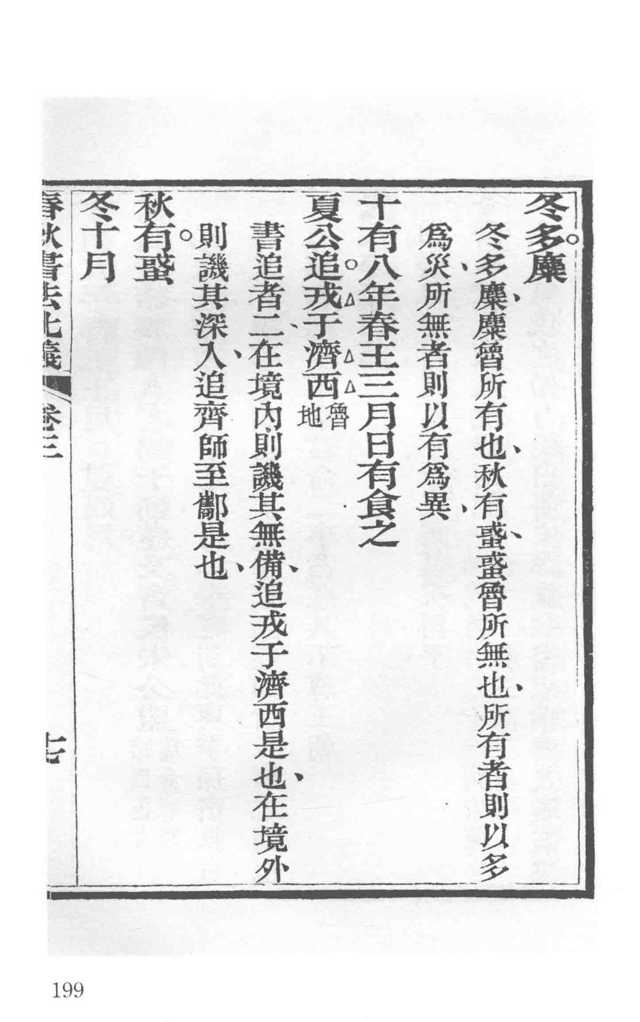 冬多麋
冬多麋麋魯所有也秋有蜮蜮魯所無也所有者則以多
為災所無者則以有為異
十有八年春王三月日有食之
夏公追戎于濟西魯地
書追者二在境內則譏其無備追戎于濟西是也在境外
則譏其深入追齊師至酅是也
秋有蜮
冬十月
春秋書法比義 卷三
七
199